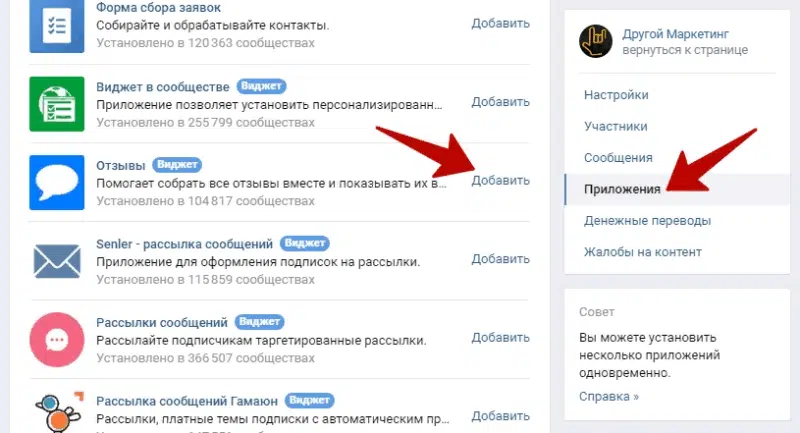 Форма сбора заявок
Собирайте и обрабатывайте контакты.
Установлено в 120 363 сообществах
Добавить
Виджет в сообществе Виджет
Приложение позволяет установить персонализированн...
Установлено в 255 799 сообществах
Добавить
Отзывы Виджет
Помогает собрать все отзывы вместе и показывать их в...
Установлено в 104 817 сообществах
Добавить
Senler - рассылка сообщений Виджет
Приложение для оформления подписок на рассылки.
Установлено в 115 859 сообществах
Добавить
Рассылки сообщений Виджет
Рассылайте подписчикам таргетированные рассылки.
Установлено в 366 507 сообществах
Добавить
Рассылка сообщений Гамаюн Виджет
Рассылки, платные темы подписки с автоматическим пр...
Добавить
Другой Маркетинг
вернуться к странице
Настройки
Участники
Сообщения
Приложения
Денежные переводы
Жалобы на контент
Совет
Вы можете установить
несколько приложений
одновременно.
Справка »